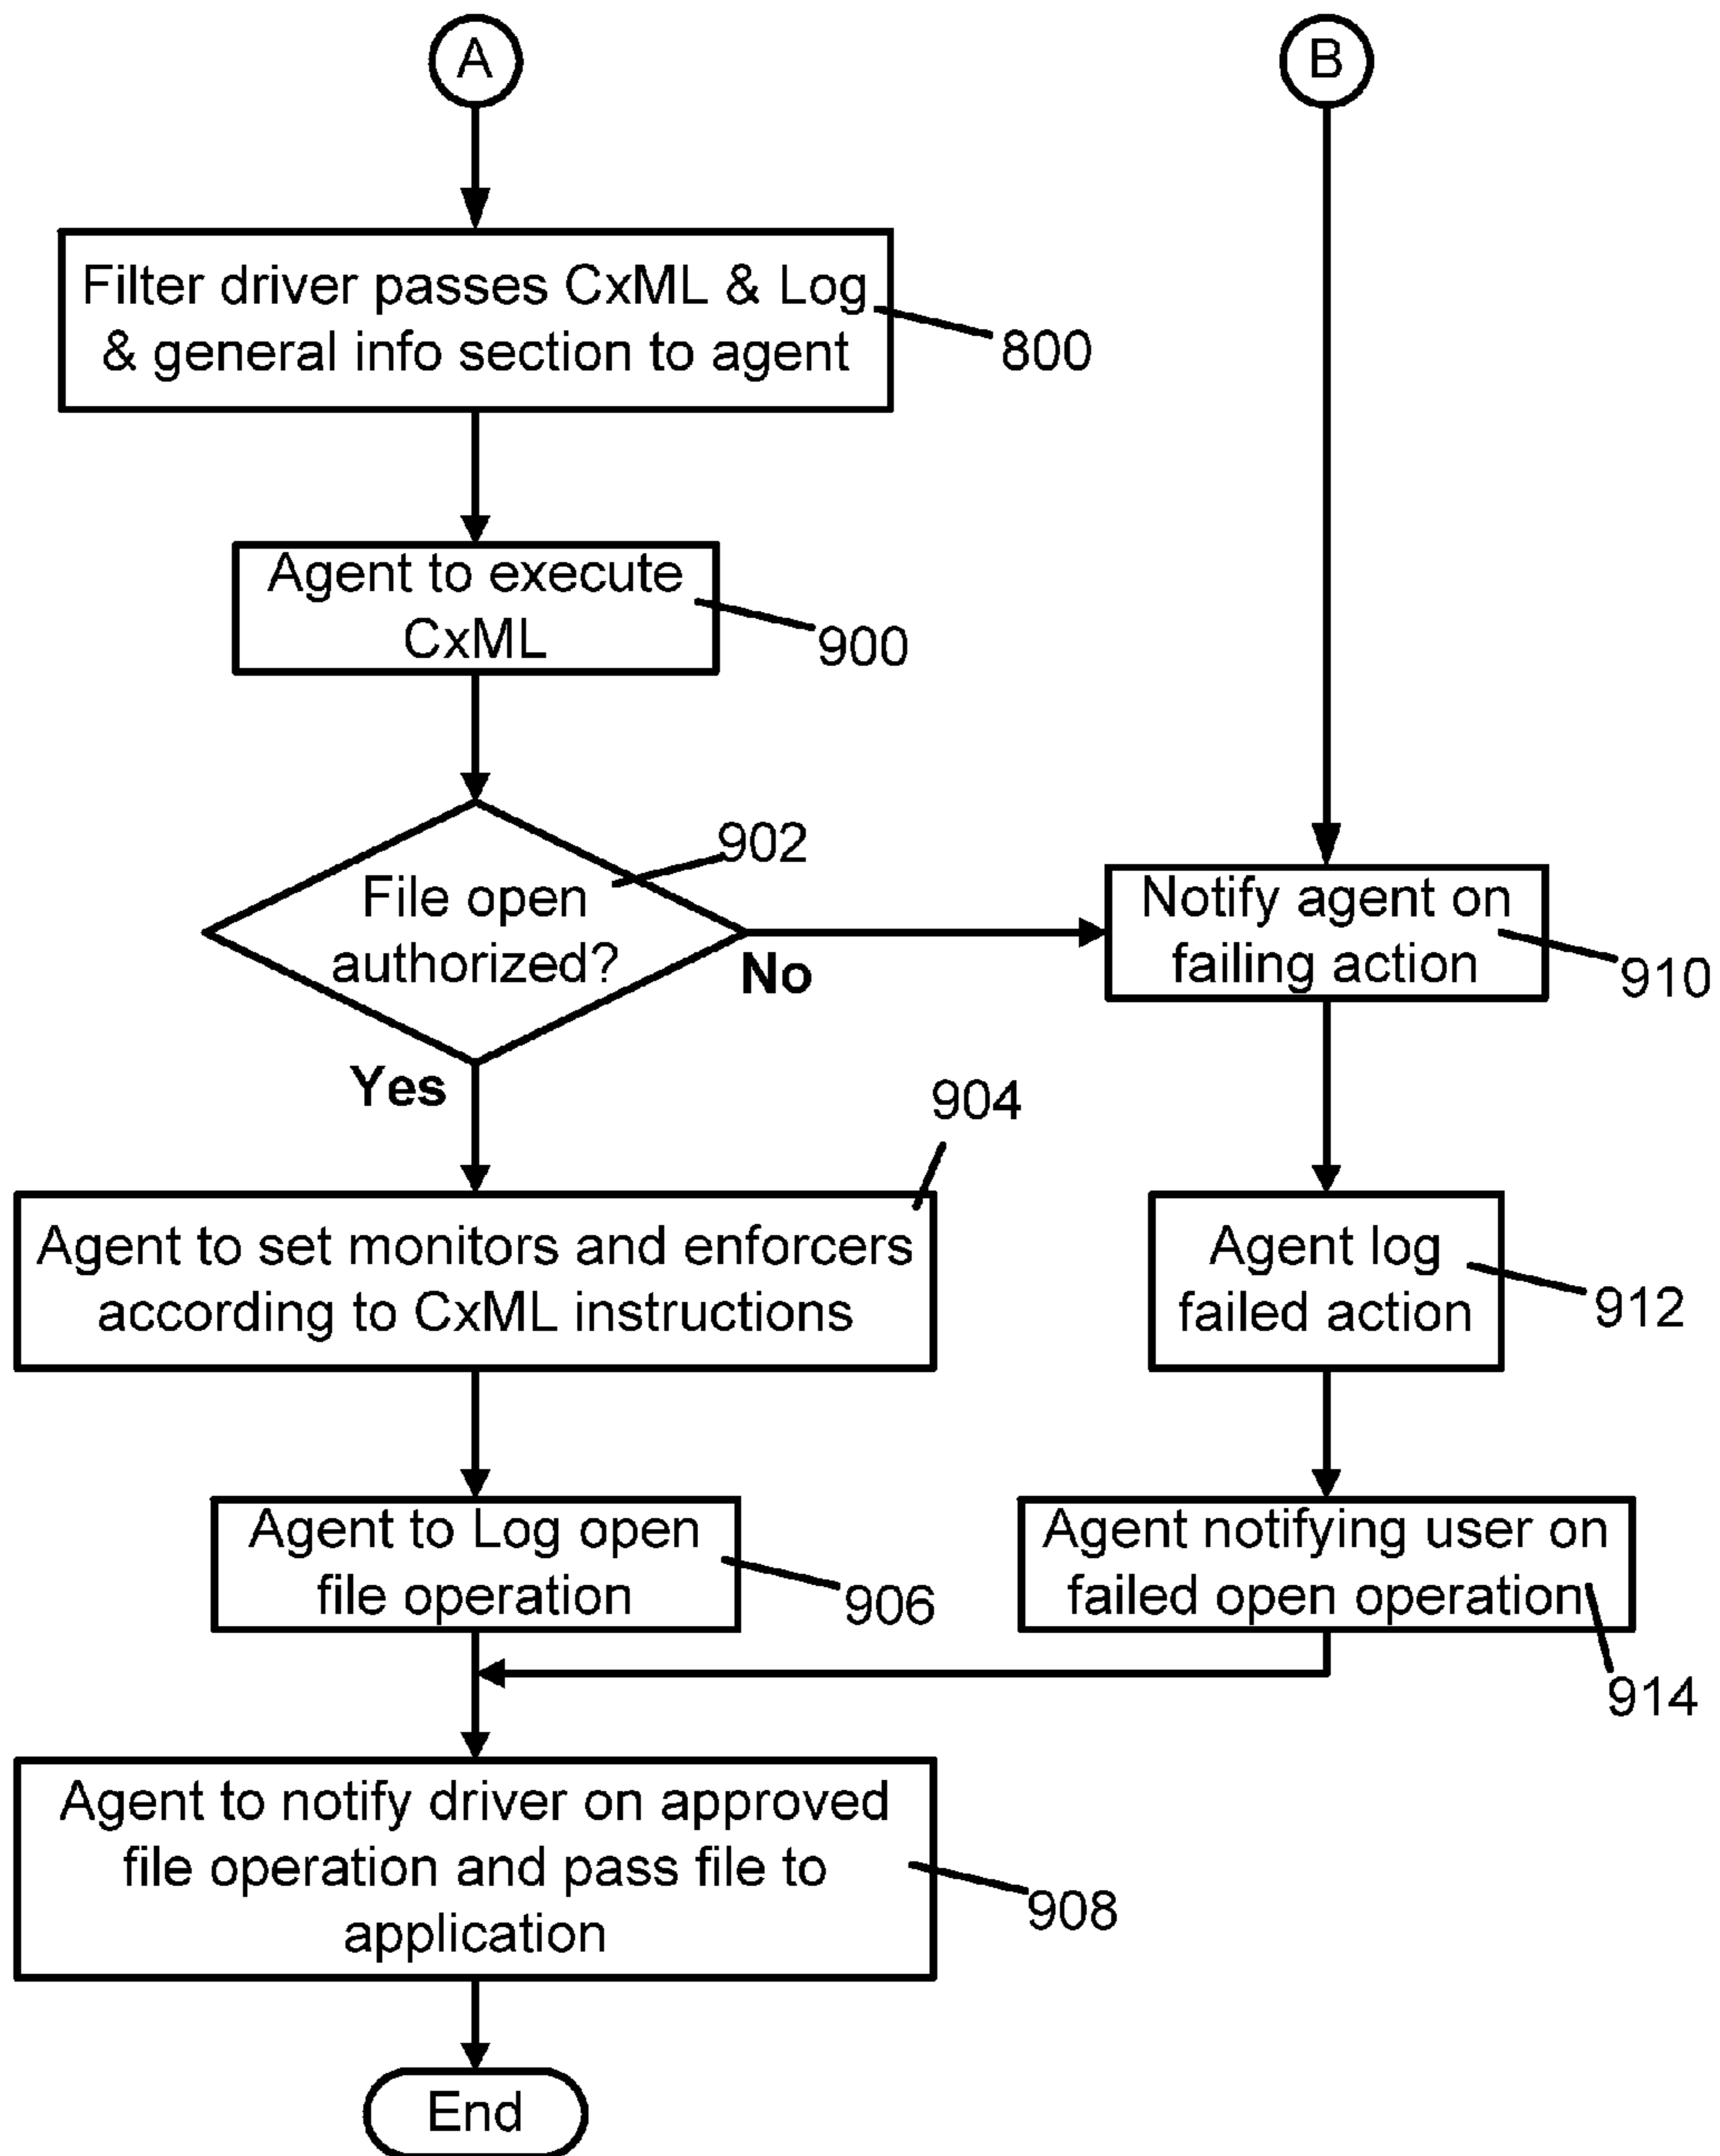 A
B
Filter driver passes CxML & Log
& general info section to agent
800
Agent to execute
CxML
900
902
File open
authorized?
No
Yes
Notify agent on
failing action
910
904
Agent to set monitors and enforcers
according to CxML instructions
Agent log
failed action
912
Agent to Log open
file operation
906
Agent notifying user on
failed open operation
914
Agent to notify driver on approved
file operation and pass file to
application
908
End